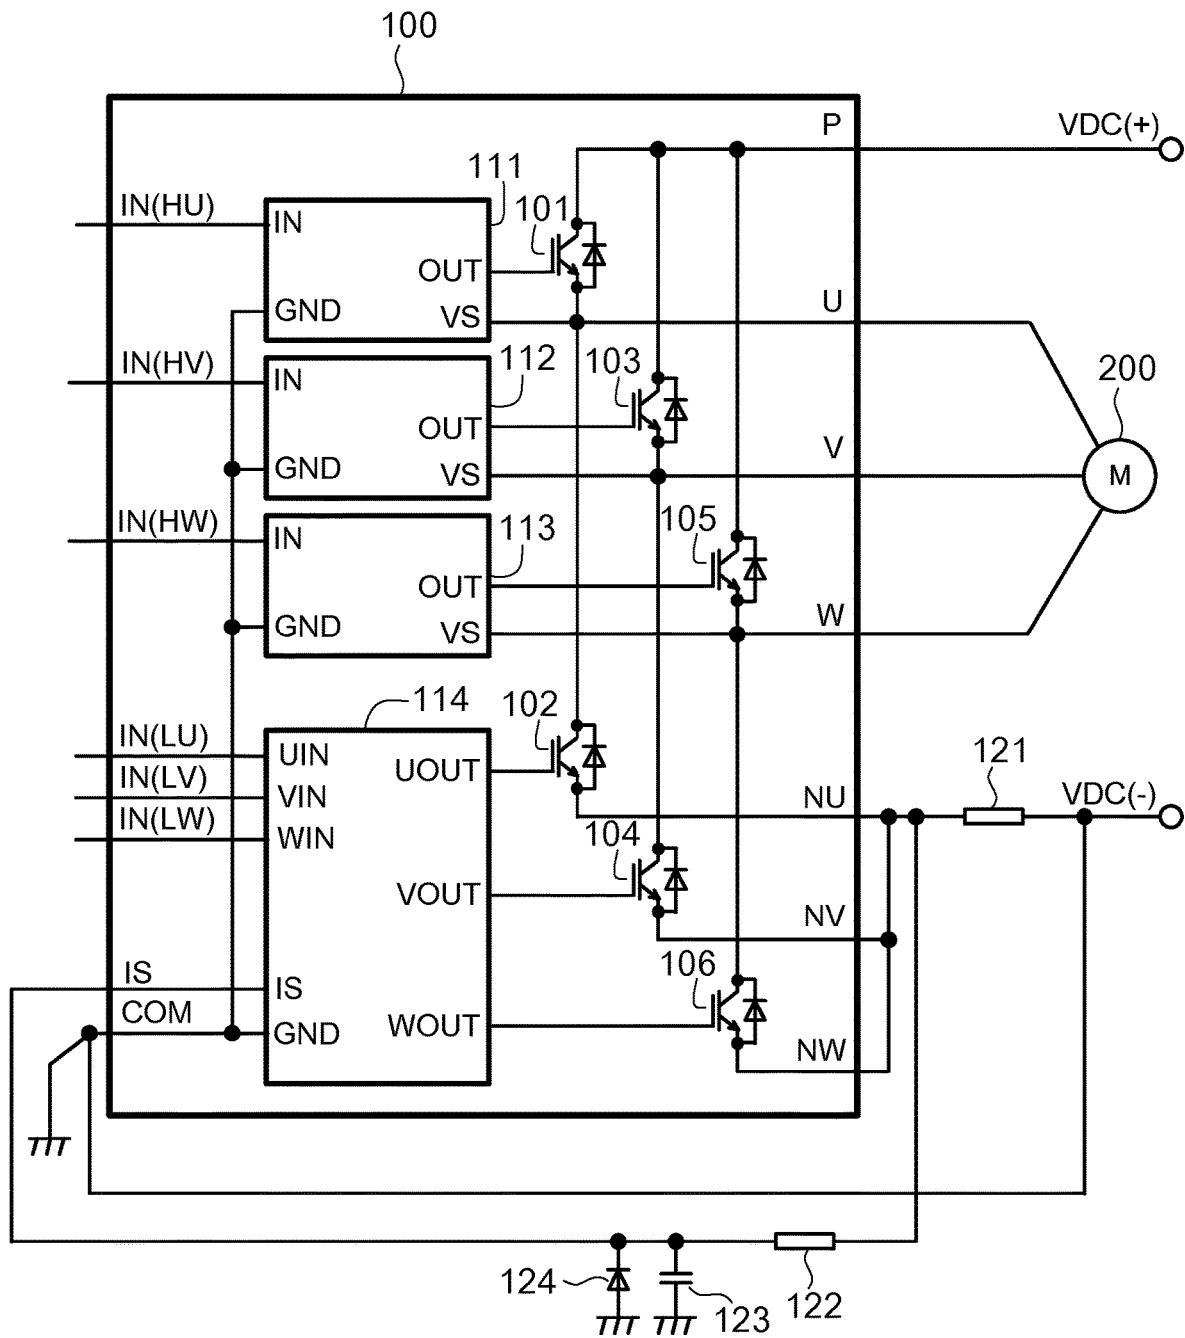 100
P
VDC(+)
111
101
IN(HU)
IN
OUT
GND
VS
U
112
103
200
IN(HV)
IN
OUT
GND
VS
V
M
113
105
IN(HW)
IN
OUT
GND
VS
W
114
102
IN(LU)
UIN
UOUT
IN(LV)
VIN
IN(LW)
WIN
NU
121
VDC(-)
104
VOUT
NV
106
IS
IS
COM
GND
WOUT
NW
124
123
122